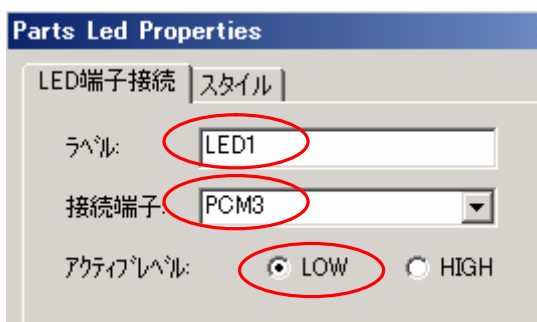 Parts Led Properties
LED端子接続 スタイル
ラベル: LED1
接続端子: PCM3
アクティブレベル: LOW HIGH